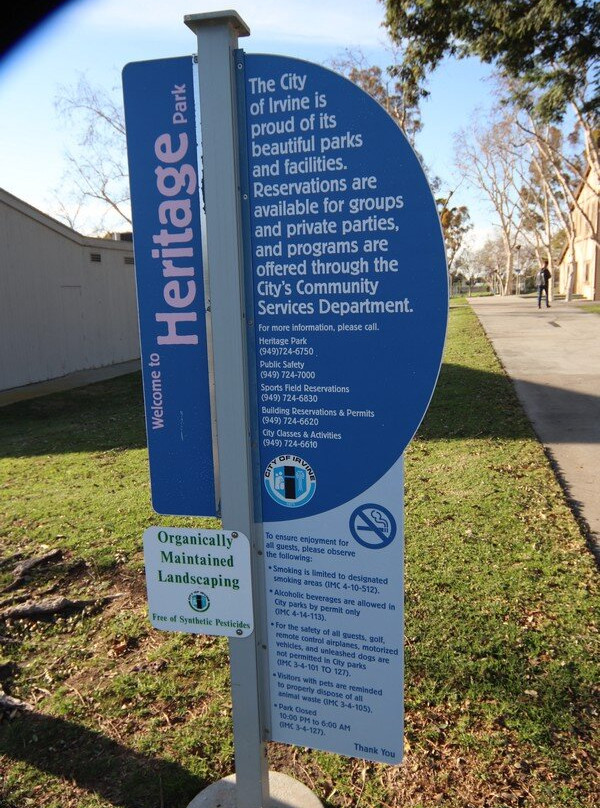 Welcome to
Heritage Park
The City
of Irvine is
proud of its
beautiful parks
and facilities.
Reservations are
available for groups
and private parties,
and programs are
offered through the
City's Community
Services Department.
For more information, please call.
Heritage Park
(949)724-6750
Public Safety
(949) 724-7000
Sports Field Reservations
(949) 724-6830
Building Reservations & Permits
(949) 724-6620
City Classes & Activities
(949) 724-6610
CITY OF IRVINE
To ensure enjoyment for
all guests, please observe
the following:
• Smoking is limited to designated
smoking areas (IMC 4-10-512).
• Alcoholic beverages are allowed in
City parks by permit only
(IMC 4-14-113).
• For the safety of all guests, golf,
remote control airplanes, motorized
vehicles, and unleashed dogs are
not permitted in City parks
(IMC 3-4-101 TO 127).
• Visitors with pets are reminded
to properly dispose of all
animal waste (IMC 3-4-105).
• Park Closed
10:00 PM to 6:00 AM
(IMC 3-4-127).
Thank You
Organically
Maintained
Landscaping
Free of Synthetic Pesticides